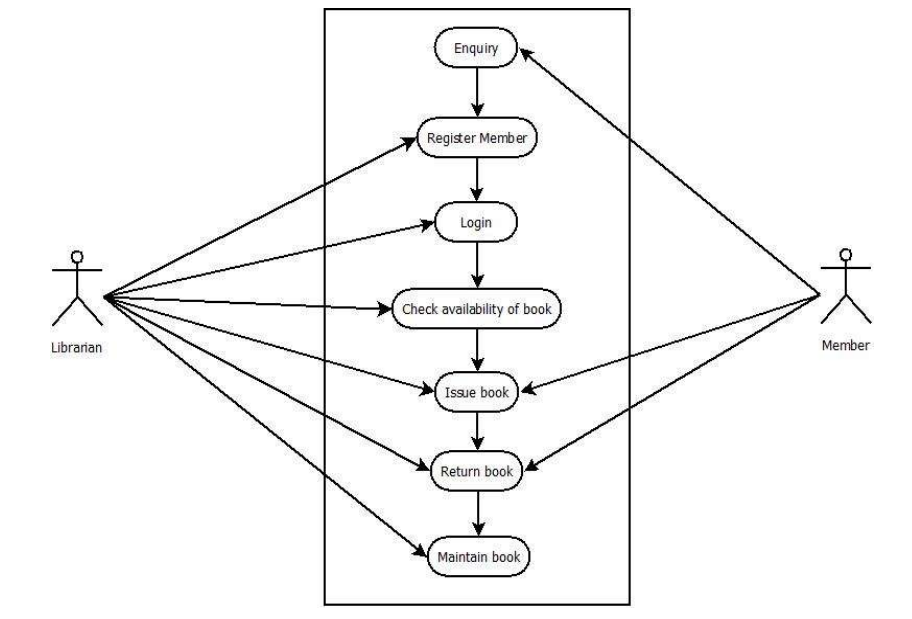 Enquiry
Register Member
Login
Check availability of book
Librarian
Member
Issue book
Return book
Maintain book